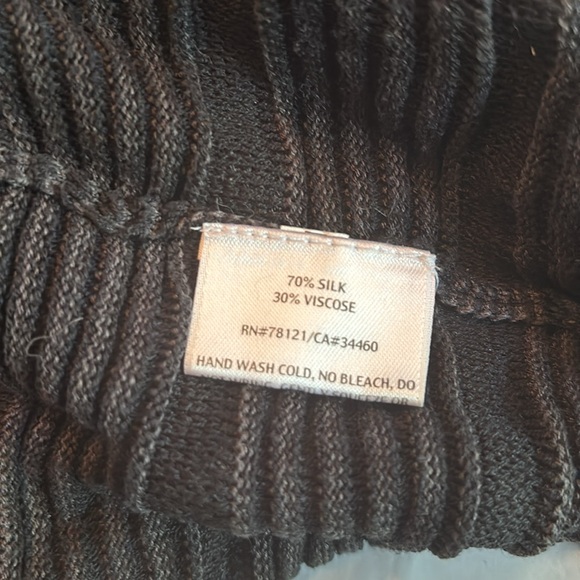 70% SILK
30% VISCOSE
RN#78121/CA#34460
HAND WASH COLD, NO BLEACH, DO